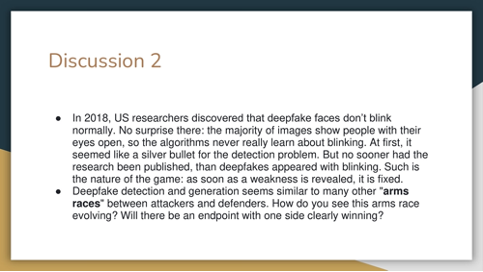 Discussion 2
● In 2018, US researchers discovered that deepfake faces don't blink
normally. No surprise there: the majority of images show people with their
eyes open, so the algorithms never really learn about blinking. At first, it
seemed like a silver bullet for the detection problem. But no sooner had the
research been published, than deepfakes appeared with blinking. Such is
the nature of the game: as soon as a weakness is revealed, it is fixed.
● Deepfake detection and generation seems similar to many other "arms
races" between attackers and defenders. How do you see this arms race
evolving? Will there be an endpoint with one side clearly winning?